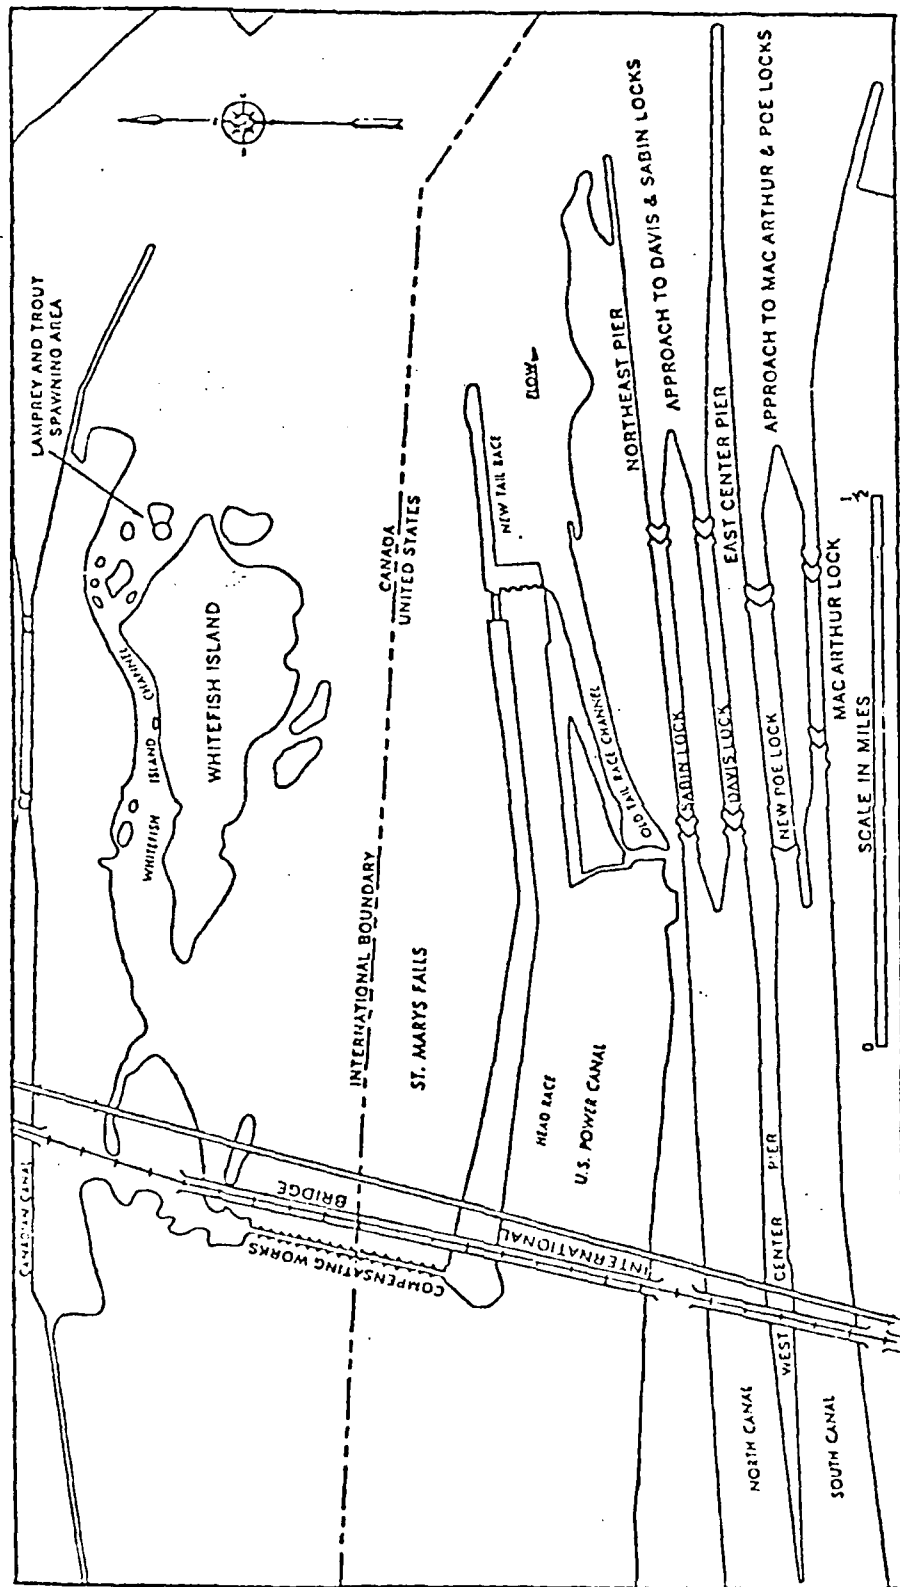 LAMPREY AND TROUT
SPAWNING AREA
CANADIAN CANAL
WHITEFISH
ISLAND
CHANNEL
WHITEFISH ISLAND
COMPENSATING WORKS
INTERNATIONAL
BRIDGE
INTERNATIONAL BOUNDARY
CANADA
UNITED STATES
ST. MARYS FALLS
HEAD RACE
U.S. POWER CANAL
NEW TAIL RACE
FLOW
OLD TAIL RACE CHANNEL
NORTHEAST PIER
APPROACH TO DAVIS & SABIN LOCKS
SABIN LOCK
DAVIS LOCK
EAST CENTER PIER
NORTH CANAL
NEW POE LOCK
APPROACH TO MAC ARTHUR & POE LOCKS
WEST CENTER PIER
SOUTH CANAL
MAC ARTHUR LOCK
SCALE IN MILES
0
1/2